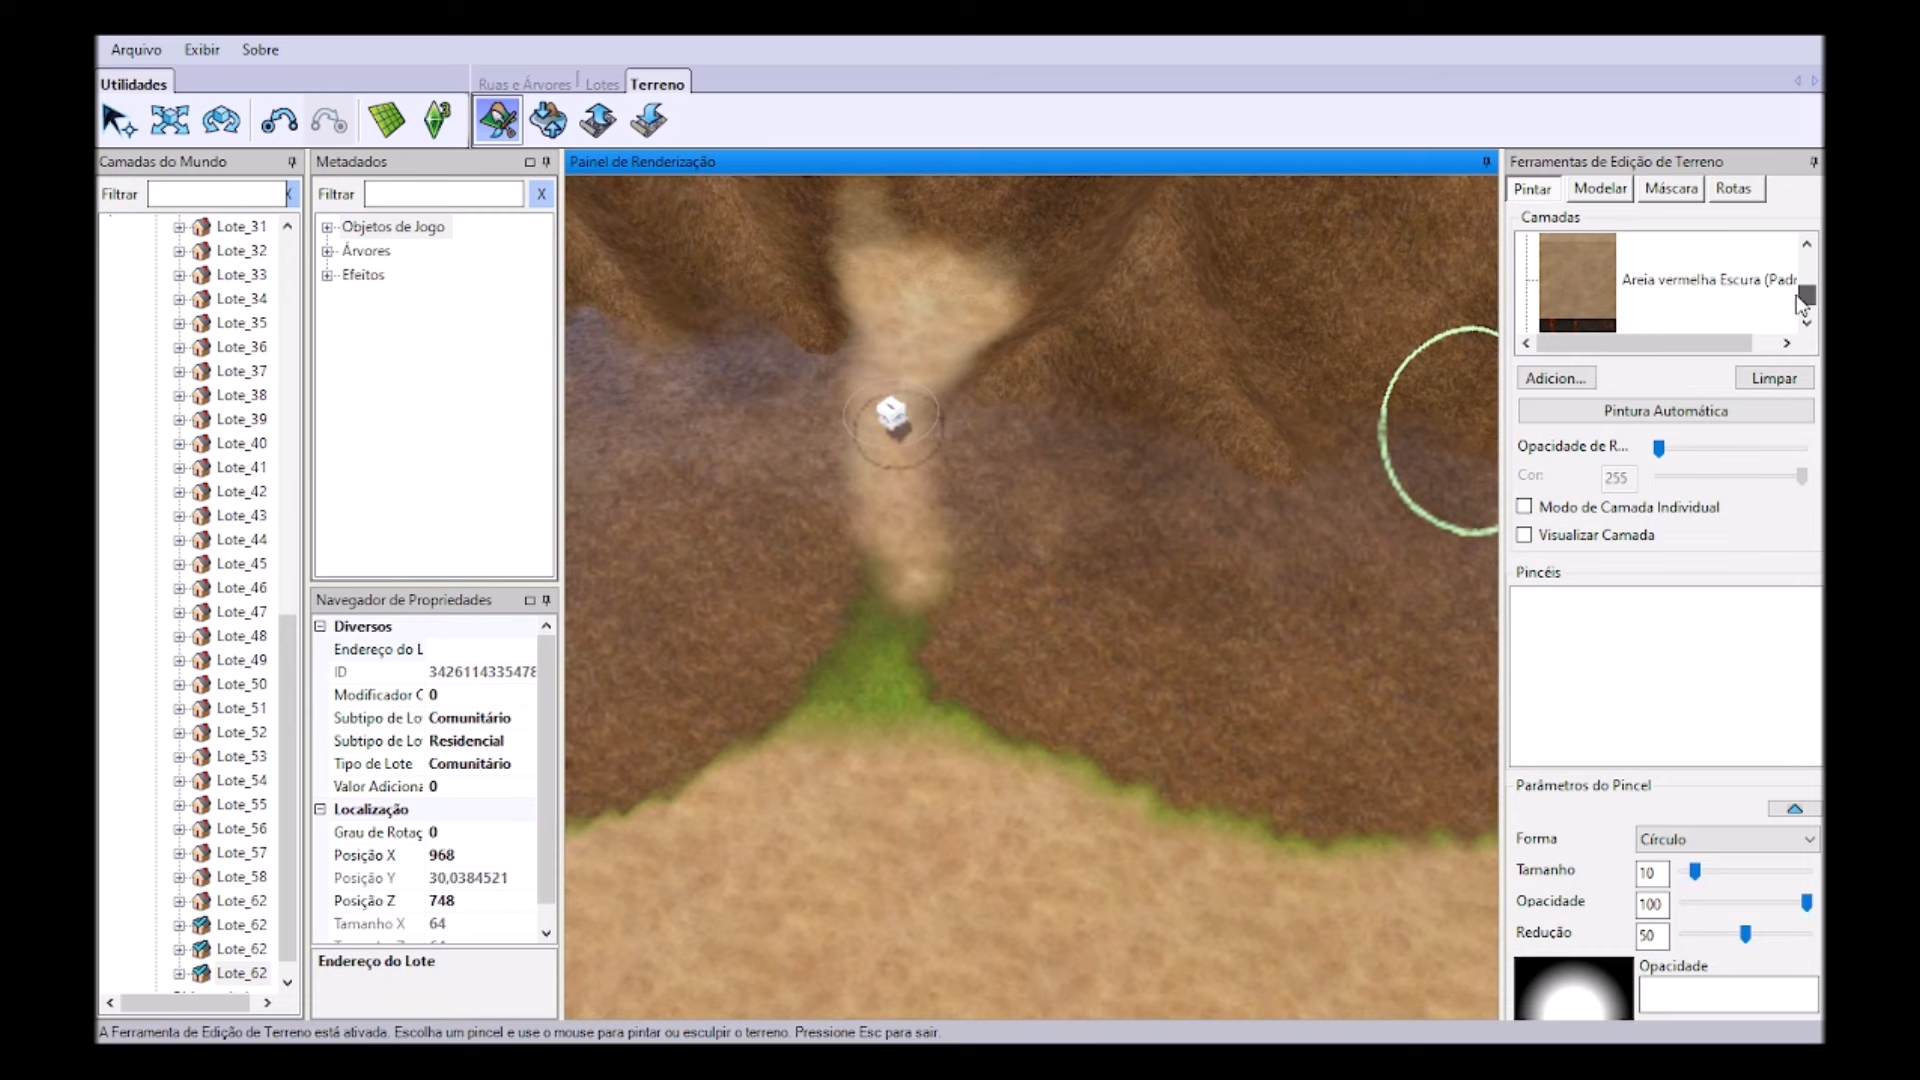 Arquivo Exibir Sobre
Utilidades Ruas e Árvores Lotes Terreno
Camadas do Mundo
Filtrar
Lote_31
Lote_32
Lote_33
Lote_34
Lote_35
Lote_36
Lote_37
Lote_38
Lote_39
Lote_40
Lote_41
Lote_42
Lote_43
Lote_44
Lote_45
Lote_46
Lote_47
Lote_48
Lote_49
Lote_50
Lote_51
Lote_52
Lote_53
Lote_54
Lote_55
Lote_56
Lote_57
Lote_58
Lote_62
Lote_62
Lote_62
Lote_62
Metadados
Filtrar X
Objetos de Jogo
Árvores
Efeitos
Navegador de Propriedades
Diversos
Endereço do L
ID 3426114335478
Modificador C 0
Subtipo de Lo Comunitário
Subtipo de Lo Residencial
Tipo de Lote Comunitário
Valor Adiciona 0
Localização
Grau de Rotaç 0
Posição X 968
Posição Y 30,0384521
Posição Z 748
Tamanho X 64
Endereço do Lote
Painel de Renderização
Ferramentas de Edição de Terreno
Pintar Modelar Máscara Rotas
Camadas
Areia vermelha Escura (Padr
Adicion... Limpar
Pintura Automática
Opacidade de R...
Cor: 255
Modo de Camada Individual
Visualizar Camada
Pincéis
Parâmetros do Pincel
Forma Círculo
Tamanho 10
Opacidade 100
Redução 50
Opacidade
A Ferramenta de Edição de Terreno está ativada. Escolha um pincel e use o mouse para pintar ou esculpir o terreno. Pressione Esc para sair.